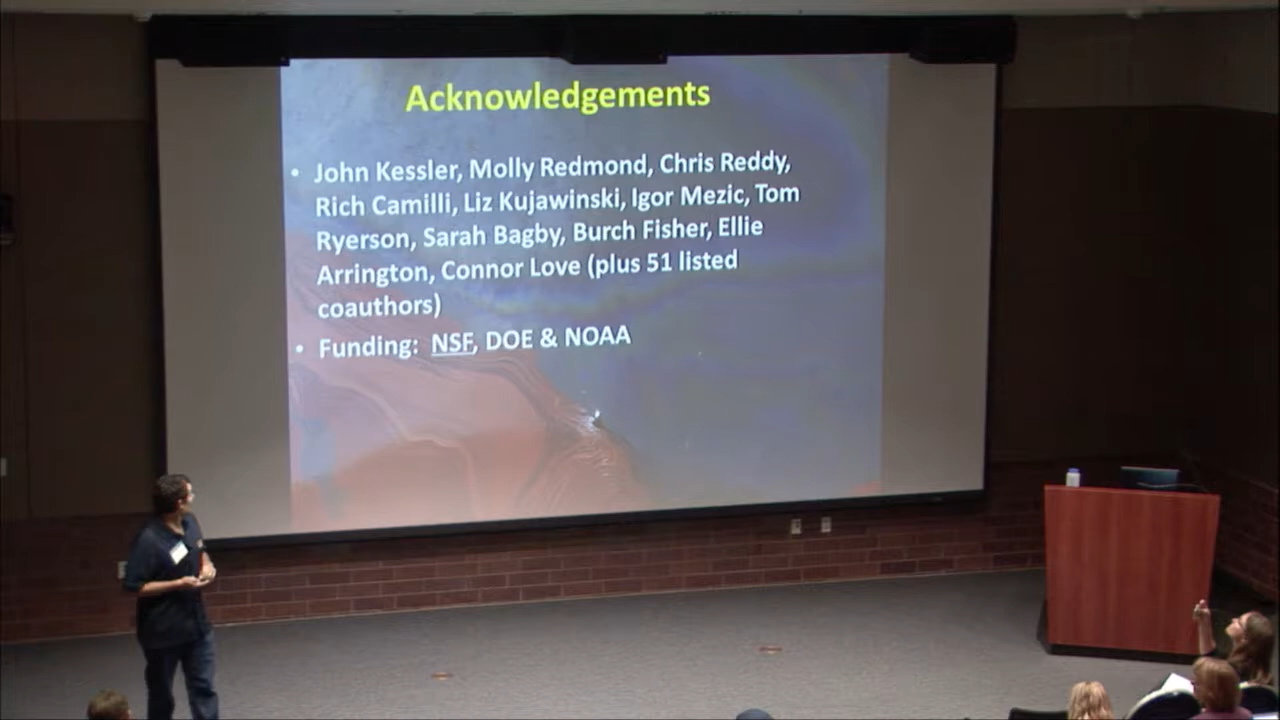 Acknowledgements
• John Kessler, Molly Redmond, Chris Reddy,
Rich Camilli, Liz Kujawinski, Igor Mezic, Tom
Ryerson, Sarah Bagby, Burch Fisher, Ellie
Arrington, Connor Love (plus 51 listed
coauthors)
• Funding: NSF, DOE & NOAA